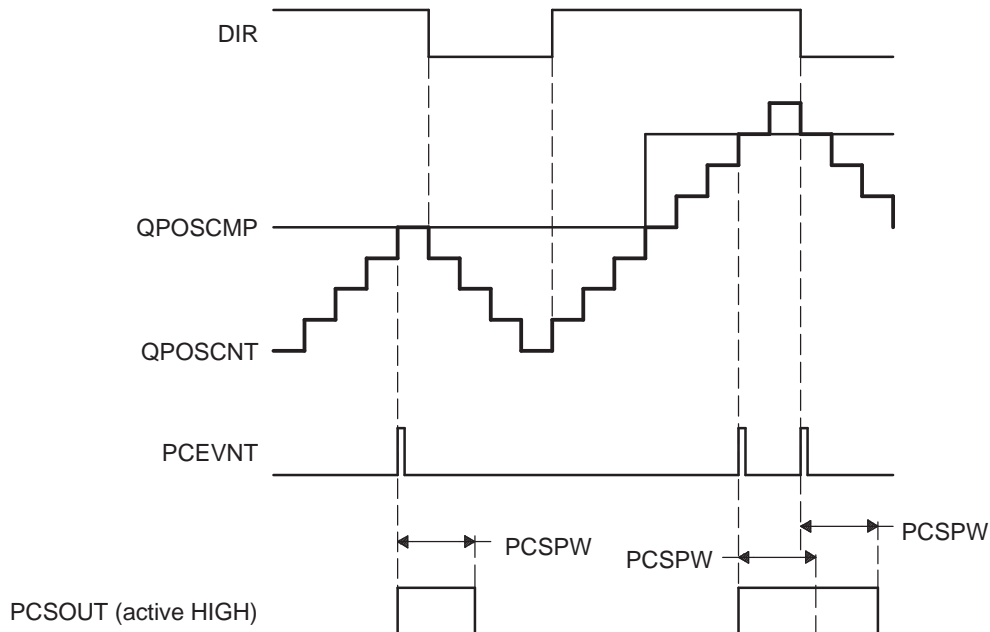 DIR
QPOSCMP
QPOSCNT
PCEVNT
PCSPW
PCSPW
PCSPW
PCSOUT (active HIGH)